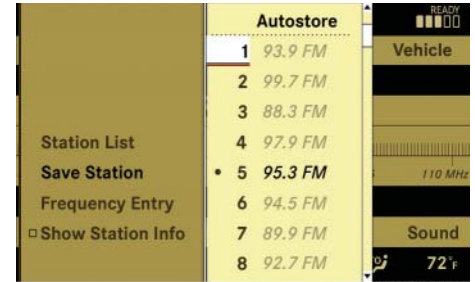 Autostore
READY
1 93.9 FM
Vehicle
2 99.7 FM
3 88.3 FM
Station List
4 97.9 FM
Save Station
• 5 95.3 FM
110 MHz
Frequency Entry
6 94.5 FM
Show Station Info
7 89.9 FM
Sound
8 92.7 FM
72°F